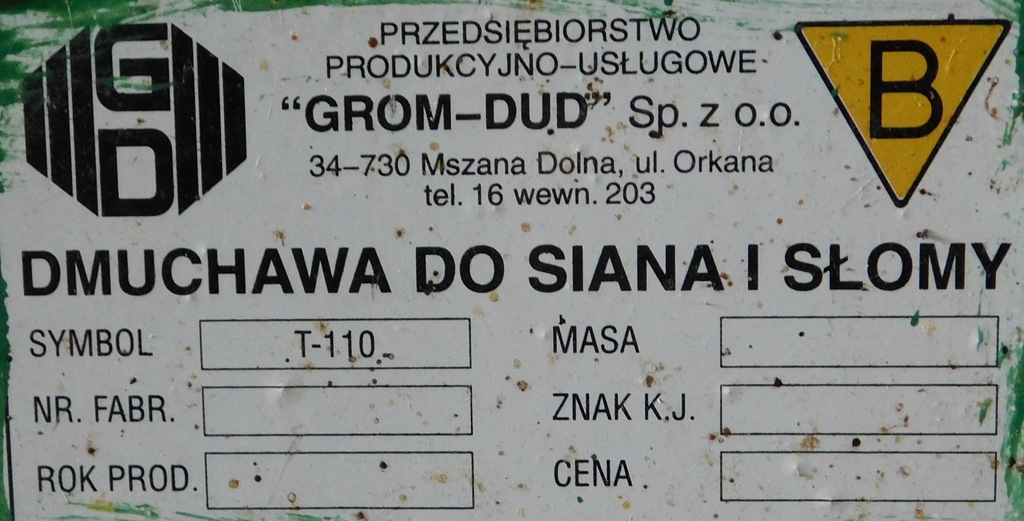 GD
PRZEDSIĘBIORSTWO
PRODUKCYJNO-USŁUGOWE
"GROM-DUD" Sp. z o.o.
34-730 Mszana Dolna, ul. Orkana
tel. 16 wewn. 203
B
DMUCHAWA DO SIANA I SŁOMY
SYMBOL T-110
MASA
NR. FABR.
ZNAK K.J.
ROK PROD.
CENA